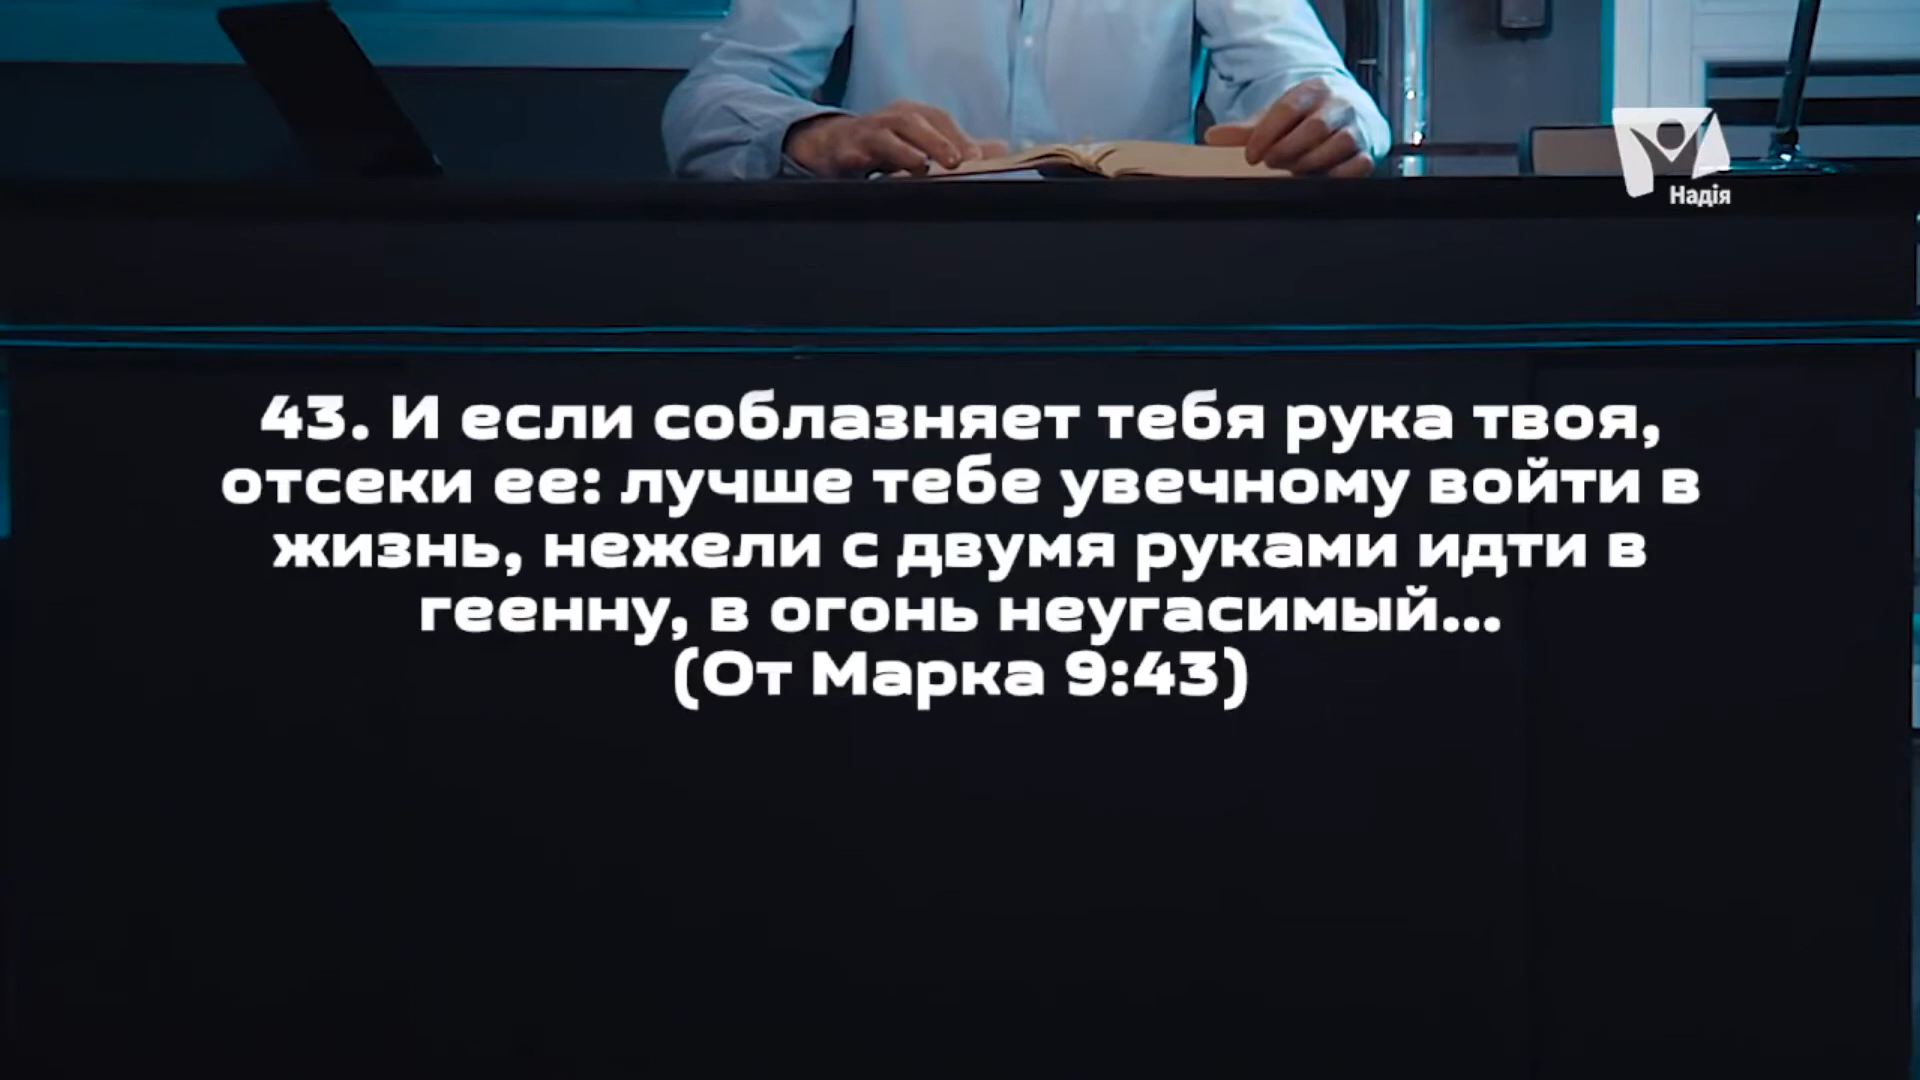 Надія
43. И если соблазняет тебя рука твоя,
отсеки ее: лучше тебе увечному войти в
жизнь, нежели с двумя руками идти в
геенну, в огонь неугасимый...
(От Марка 9:43)